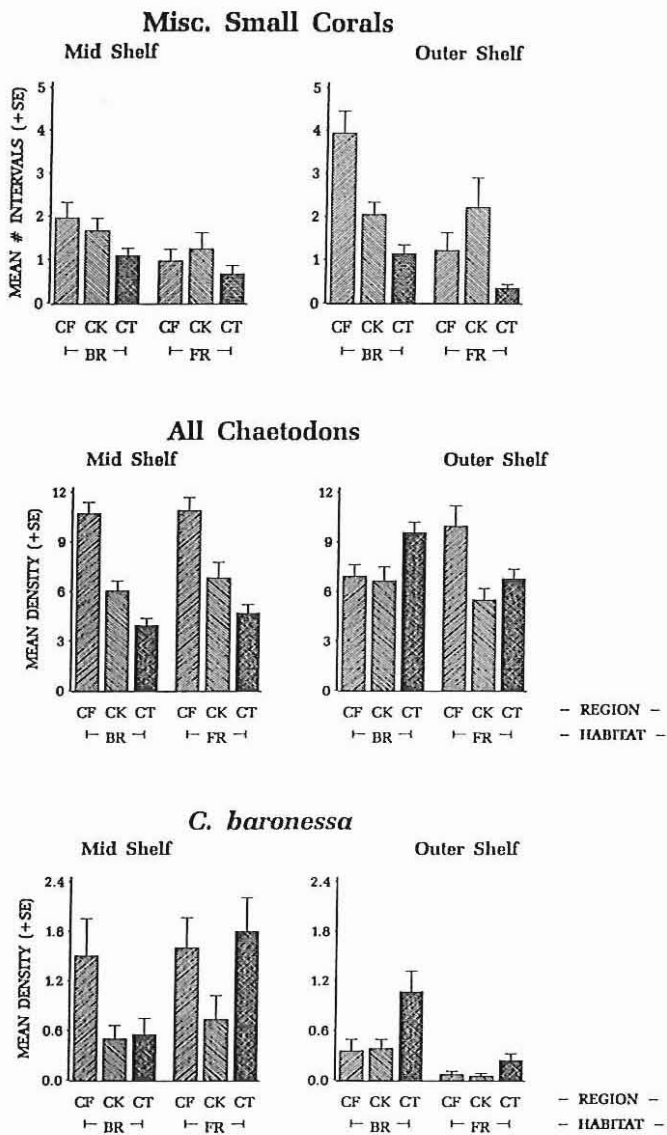 Misc. Small Corals
Mid Shelf
Outer Shelf
MEAN # INTERVALS (+SE)
5
4
3
2
1
0
CF CK CT CF CK CT
BR FR
5
4
3
2
1
0
CF CK CT CF CK CT
BR FR
All Chaetodons
Mid Shelf
Outer Shelf
MEAN DENSITY (+SE)
12
9
6
3
0
CF CK CT CF CK CT
BR FR
12
9
6
3
0
CF CK CT CF CK CT
BR FR
– REGION –
– HABITAT –
C. baronessa
Mid Shelf
Outer Shelf
MEAN DENSITY (+SE)
2.4
1.8
1.2
0.6
0.0
CF CK CT CF CK CT
BR FR
2.4
1.8
1.2
0.6
0.0
CF CK CT CF CK CT
BR FR
– REGION –
– HABITAT –